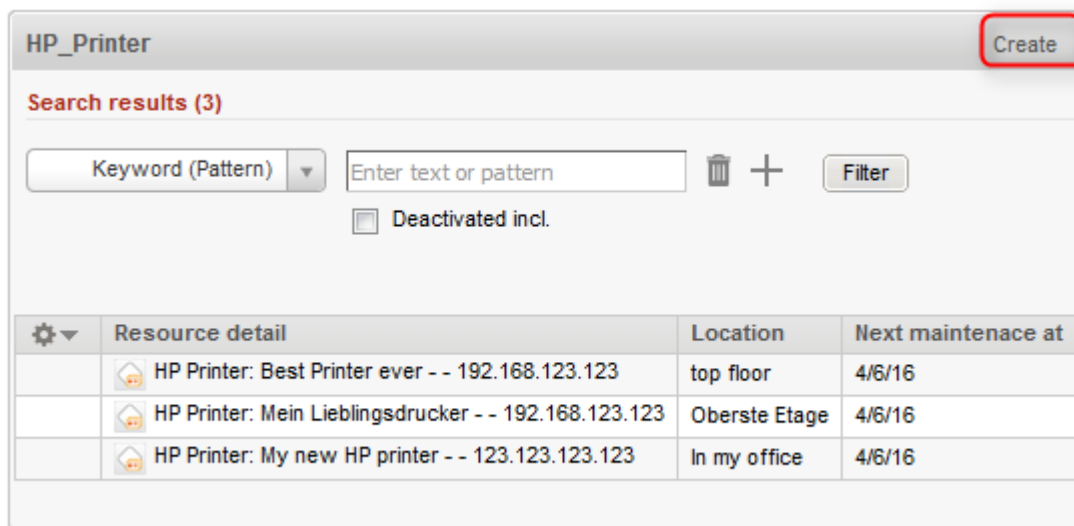 HP_Printer Create
Search results (3)
Keyword (Pattern) Enter text or pattern Filter
Deactivated incl.
Resource detail Location Next maintenace at
HP Printer: Best Printer ever - - 192.168.123.123 top floor 4/6/16
HP Printer: Mein Lieblingsdrucker - - 192.168.123.123 Oberste Etage 4/6/16
HP Printer: My new HP printer - - 123.123.123.123 In my office 4/6/16